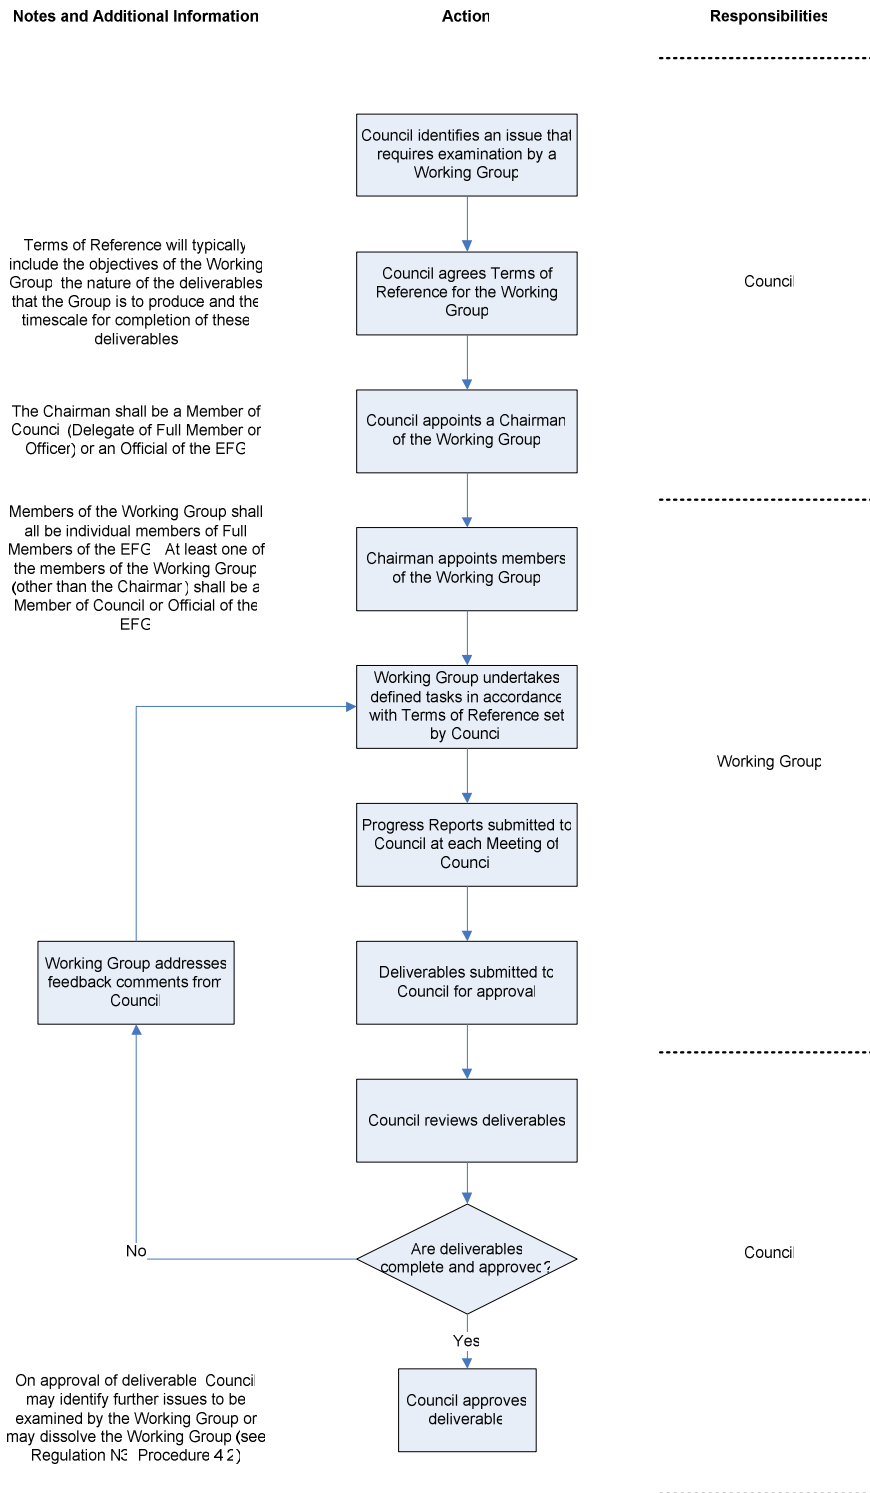 Notes and Additional Information
Action
Responsibilities
Council identifies an issue that
requires examination by a
Working Group
Terms of Reference will typically
include the objectives of the Working
Group the nature of the deliverables
that the Group is to produce and the
timescale for completion of these
deliverables
Council agrees Terms of
Reference for the Working
Group
Council
The Chairman shall be a Member of
Council (Delegate of Full Member or
Officer) or an Official of the EFG
Council appoints a Chairman
of the Working Group
Members of the Working Group shall
all be individual members of Full
Members of the EFG At least one of
the members of the Working Group
(other than the Chairman) shall be a
Member of Council or Official of the
EFG
Chairman appoints members
of the Working Group
Working Group undertakes
defined tasks in accordance
with Terms of Reference set
by Council
Working Group
Progress Reports submitted to
Council at each Meeting of
Council
Working Group addresses
feedback comments from
Council
Deliverables submitted to
Council for approval
Council reviews deliverables
No
Are deliverables
complete and approved?
Council
Yes
On approval of deliverable Council
may identify further issues to be
examined by the Working Group or
may dissolve the Working Group (see
Regulation N3 Procedure 4 2)
Council approves
deliverable